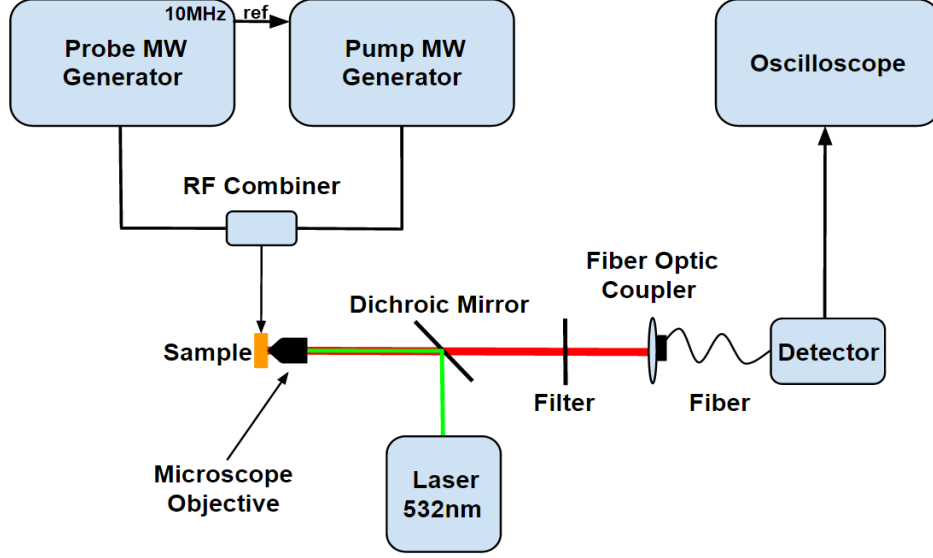 10MHz ref
Probe MW
Generator
Pump MW
Generator
Oscilloscope
RF Combiner
Fiber Optic
Coupler
Dichroic Mirror
Sample
Detector
Filter
Fiber
Microscope
Objective
Laser
532nm